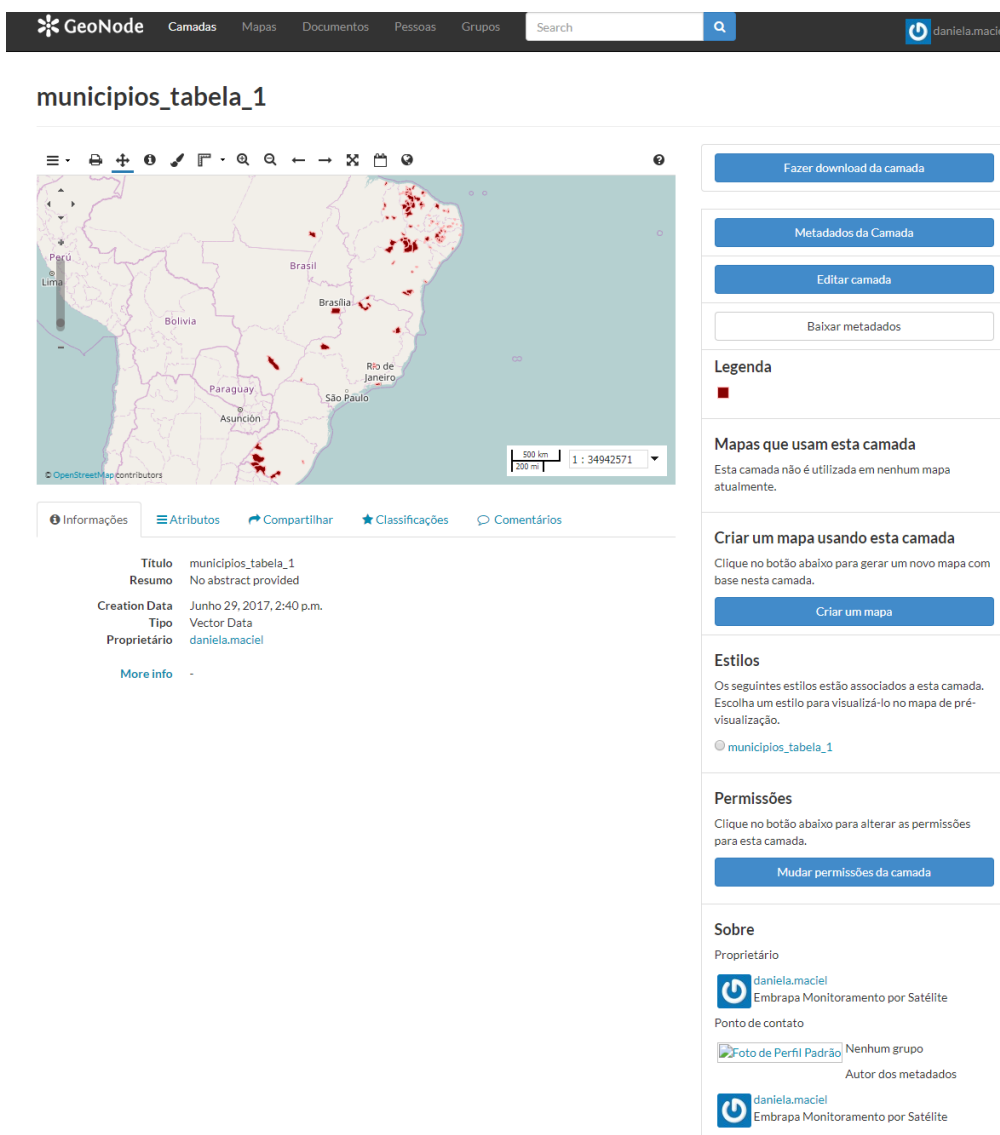 GeoNode Camadas Mapas Documentos Pessoas Grupos Search daniela.macie
municipios_tabela_1
Perú
Lima
Brasil
Brasília
Bolivia
Rio de
Janeiro
Paraguay
São Paulo
Asunción
500 km
200 mi
1 : 34942571
© OpenStreetMap contributors
Informações Atributos Compartilhar Classificações Comentários
Título municipios_tabela_1
Resumo No abstract provided
Creation Data Junho 29, 2017, 2:40 p.m.
Tipo Vector Data
Proprietário daniela.maciel
More info -
Fazer download da camada
Metadados da Camada
Editar camada
Baixar metadados
Legenda
Mapas que usam esta camada
Esta camada não é utilizada em nenhum mapa
atualmente.
Criar um mapa usando esta camada
Clique no botão abaixo para gerar um novo mapa com
base nesta camada.
Criar um mapa
Estilos
Os seguintes estilos estão associados a esta camada.
Escolha um estilo para visualizá-lo no mapa de pré-
visualização.
municipios_tabela_1
Permissões
Clique no botão abaixo para alterar as permissões
para esta camada.
Mudar permissões da camada
Sobre
Proprietário
daniela.maciel
Embrapa Monitoramento por Satélite
Ponto de contato
Foto de Perfil Padrão Nenhum grupo
Autor dos metadados
daniela.maciel
Embrapa Monitoramento por Satélite